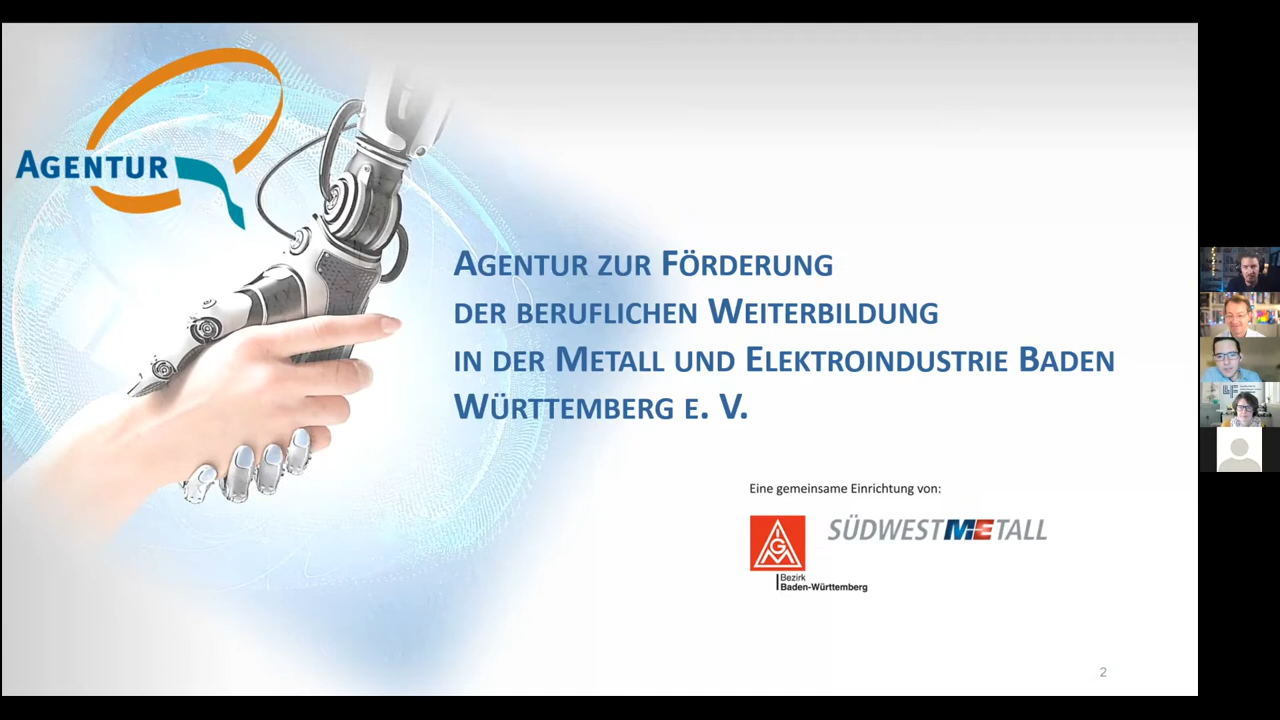 AGENTUR
AGENTUR ZUR FÖRDERUNG
DER BERUFLICHEN WEITERBILDUNG
IN DER METALL UND ELEKTROINDUSTRIE BADEN
WÜRTTEMBERG E. V.
Eine gemeinsame Einrichtung von:
IGM
SÜDWESTMETALL
Bezirk
Baden-Württemberg
2